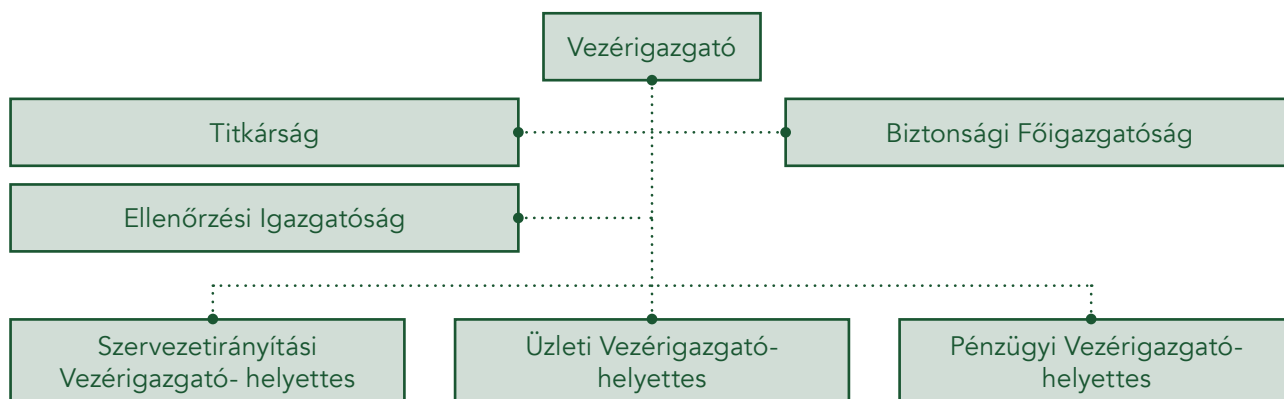 Vezérigazgató
Titkárság
Biztonsági Főigazgatóság
Ellenőrzési Igazgatóság
Szervezetirányítási
Vezérigazgató- helyettes
Üzleti Vezérigazgató-
helyettes
Pénzügyi Vezérigazgató-
helyettes